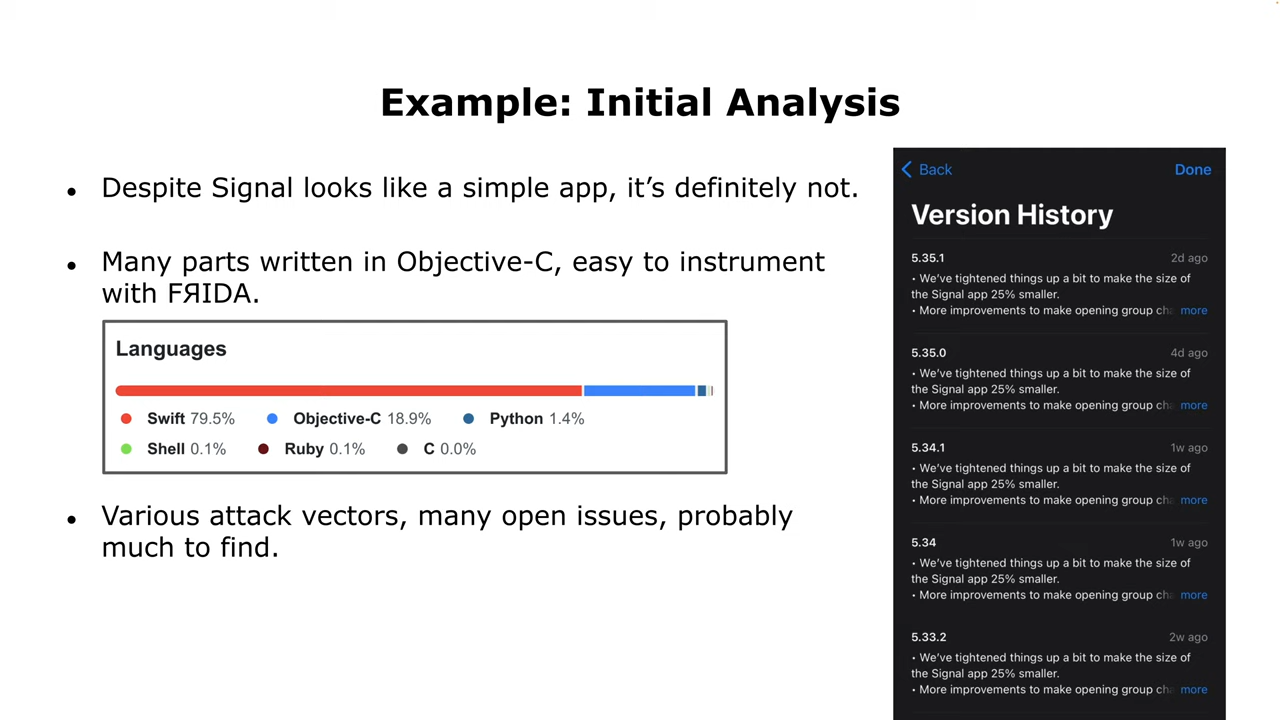 Example: Initial Analysis
● Despite Signal looks like a simple app, it’s definitely not.
● Many parts written in Objective-C, easy to instrument
with FЯIDA.
Languages
Swift 79.5% Objective-C 18.9% Python 1.4%
Shell 0.1% Ruby 0.1% C 0.0%
● Various attack vectors, many open issues, probably
much to find.
Back Done
Version History
5.35.1 2d ago
• We’ve tightened things up a bit to make the size of
the Signal app 25% smaller.
• More improvements to make opening group ch more
5.35.0 4d ago
• We’ve tightened things up a bit to make the size of
the Signal app 25% smaller.
• More improvements to make opening group ch more
5.34.1 1w ago
• We’ve tightened things up a bit to make the size of
the Signal app 25% smaller.
• More improvements to make opening group ch more
5.34 1w ago
• We’ve tightened things up a bit to make the size of
the Signal app 25% smaller.
• More improvements to make opening group ch more
5.33.2 2w ago
• We’ve tightened things up a bit to make the size of
the Signal app 25% smaller.
• More improvements to make opening group ch more